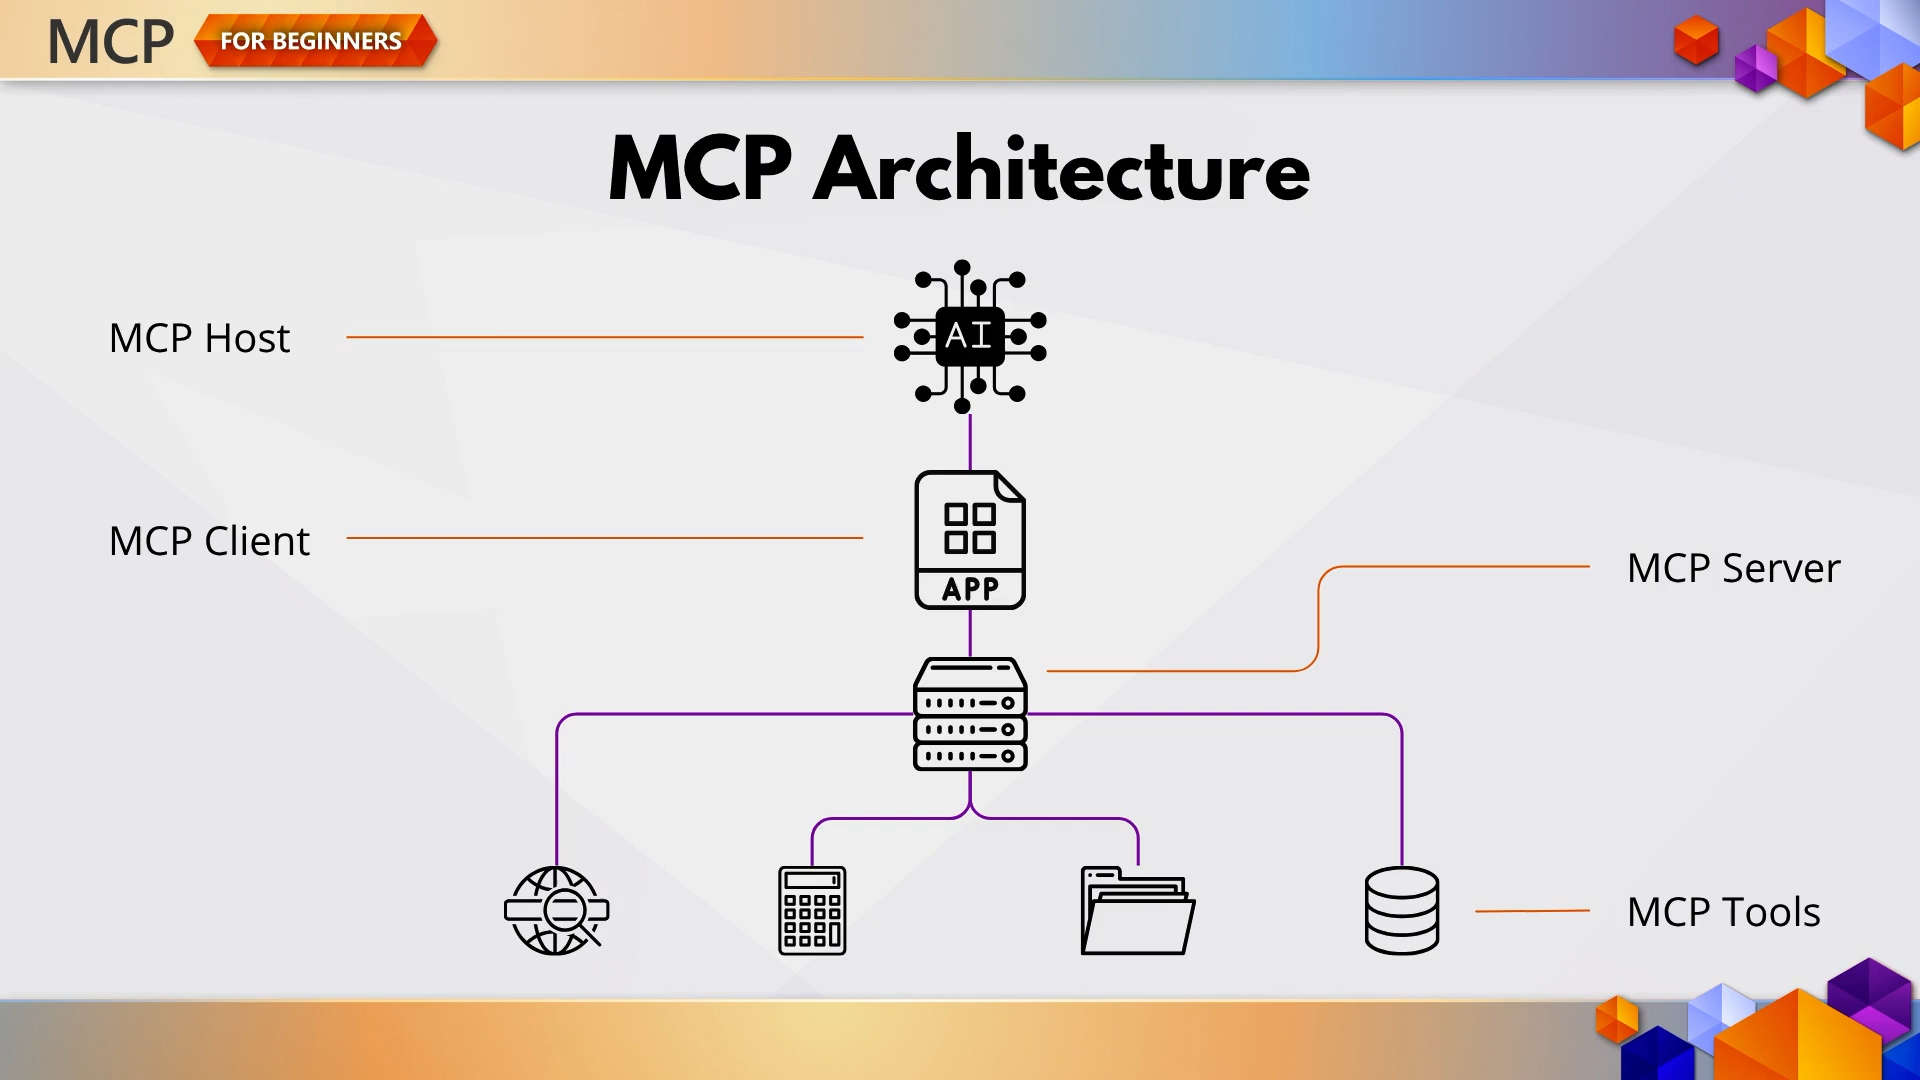 MCP
FOR BEGINNERS
MCP Architecture
MCP Host
AI
MCP Client
APP
MCP Server
MCP Tools